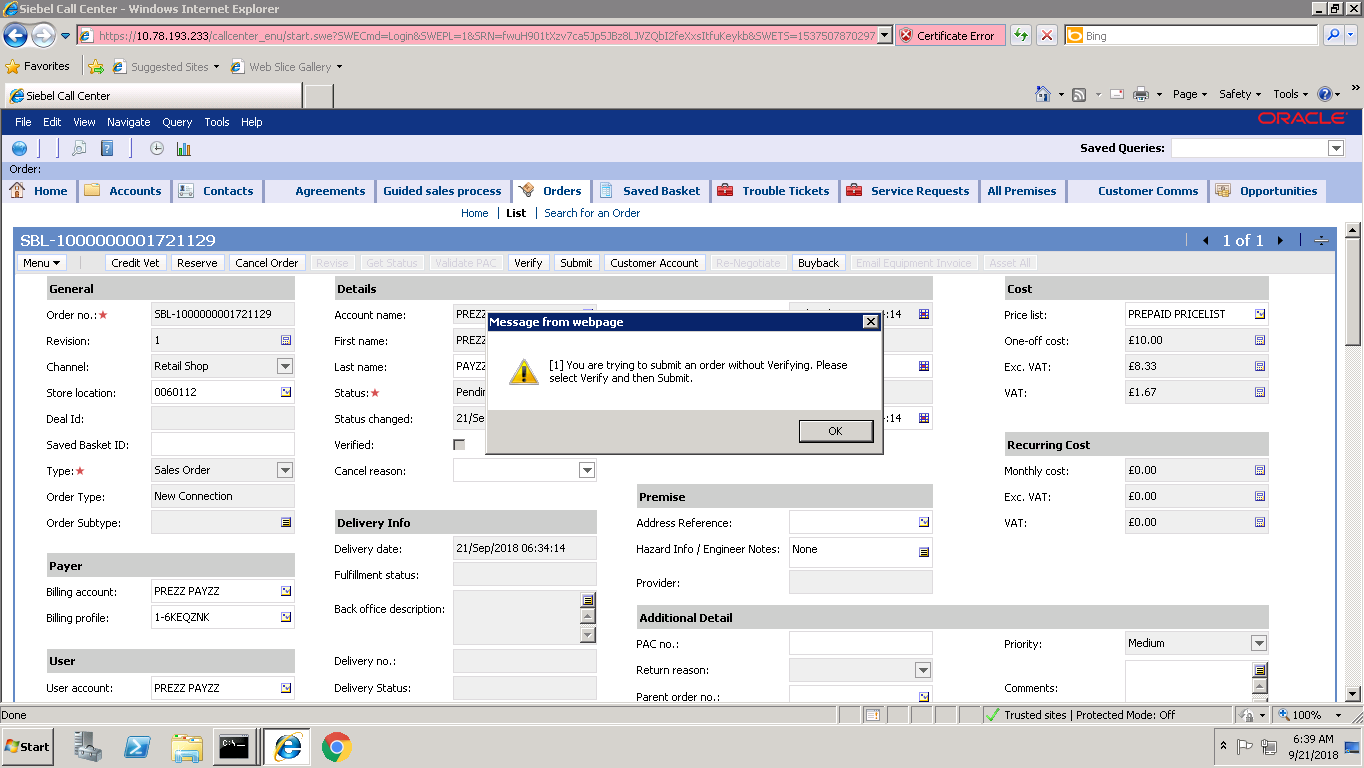 Siebel Call Center - Windows Internet Explorer
https://10.78.193.233/callcenter_enu/start.swe?SWECmd=Login&SWEPL=1&SRN=fwuH901tXzv7ca5Jp5JBz8LJVZQbI2feXxsItfuKeykb&SWETS=1537507870297
Certificate Error
Bing
Favorites
Suggested Sites
Web Slice Gallery
Siebel Call Center
Page
Safety
Tools
File Edit View Navigate Query Tools Help
ORACLE
Saved Queries:
Order:
Home
Accounts
Contacts
Agreements
Guided sales process
Orders
Saved Basket
Trouble Tickets
Service Requests
All Premises
Customer Comms
Opportunities
Home | List | Search for an Order
SBL-1000000001721129
1 of 1
Menu
Credit Vet
Reserve
Cancel Order
Revise
Get Status
Validate PAC
Verify
Submit
Customer Account
Re-Negotiate
Buyback
Email Equipment Invoice
Asset All
General
Order no.:★ SBL-1000000001721129
Revision: 1
Channel: Retail Shop
Store location: 0060112
Deal Id:
Saved Basket ID:
Type:★ Sales Order
Order Type: New Connection
Order Subtype:
Payer
Billing account: PREZZ PAYZZ
Billing profile: 1-6KEQZNK
User
User account: PREZZ PAYZZ
Details
Account name: PREZ
:14
First name: PREZ
Last name: PAYZ
Status:★ Pendin
Status changed: 21/Se
:14
Verified:
Cancel reason:
Message from webpage
[1] You are trying to submit an order without Verifying. Please
select Verify and then Submit.
OK
Delivery Info
Delivery date: 21/Sep/2018 06:34:14
Fulfillment status:
Back office description:
Delivery no.:
Delivery Status:
Premise
Address Reference:
Hazard Info / Engineer Notes: None
Provider:
Additional Detail
PAC no.:
Return reason:
Parent order no.:
Priority: Medium
Comments:
Cost
Price list: PREPAID PRICELIST
One-off cost: £10.00
Exc. VAT: £8.33
VAT: £1.67
Recurring Cost
Monthly cost: £0.00
Exc. VAT: £0.00
VAT: £0.00
Done
Trusted sites | Protected Mode: Off
100%
Start
6:39 AM
9/21/2018